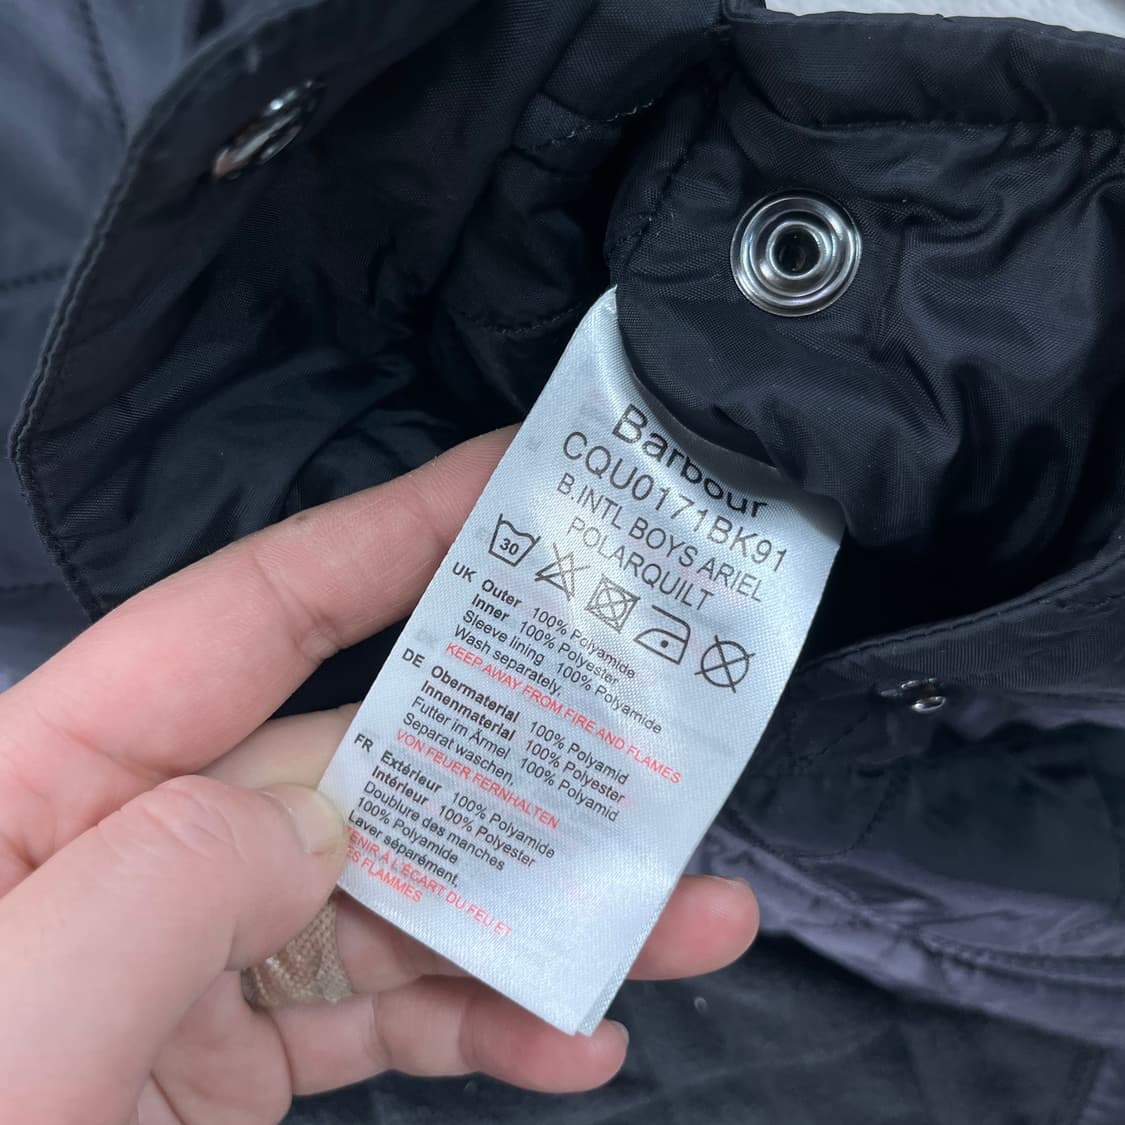 Barbour
CQU0171BK91
B.INTL BOYS ARIEL
POLARQUILT
30
UK Outer 100% Polyamide
Inner 100% Polyester
Sleeve lining 100% Polyamide
Wash separately.
KEEP AWAY FROM FIRE AND FLAMES
DE Obermaterial 100% Polyamid
Innenmaterial 100% Polyester
Futter im Ärmel 100% Polyamid
Separat waschen.
VON FEUER FERNHALTEN
FR Extérieur 100% Polyamide
Intérieur 100% Polyester
Doublure des manches
100% Polyamide
Laver séparément.
À L'ÉCART DU FEU ET
FLAMMES